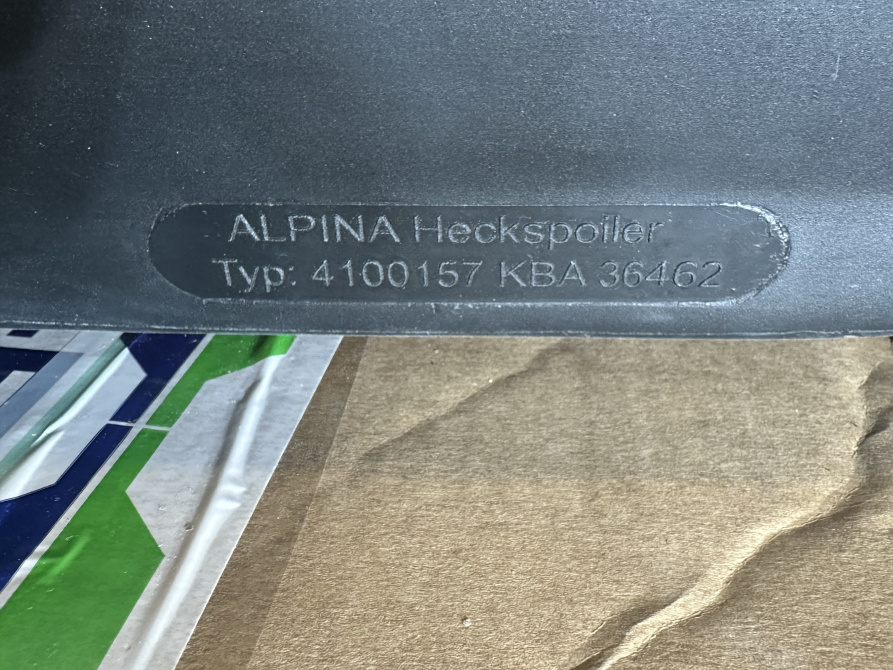 ALPINA Heckspoiler
Typ: 4100157 KBA 36462